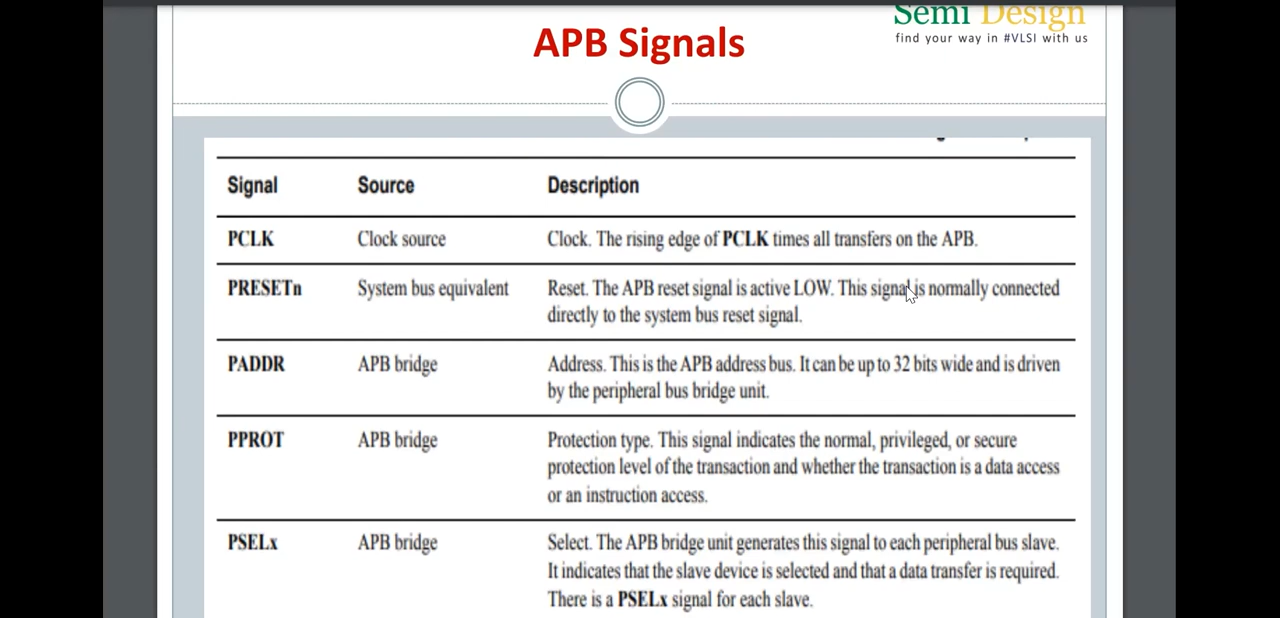 Semi Design
find your way in #VLSI with us
APB Signals
Signal Source Description
PCLK Clock source Clock. The rising edge of PCLK times all transfers on the APB.
PRESETn System bus equivalent Reset. The APB reset signal is active LOW. This signal is normally connected
directly to the system bus reset signal.
PADDR APB bridge Address. This is the APB address bus. It can be up to 32 bits wide and is driven
by the peripheral bus bridge unit.
PPROT APB bridge Protection type. This signal indicates the normal, privileged, or secure
protection level of the transaction and whether the transaction is a data access
or an instruction access.
PSELx APB bridge Select. The APB bridge unit generates this signal to each peripheral bus slave.
It indicates that the slave device is selected and that a data transfer is required.
There is a PSELx signal for each slave.